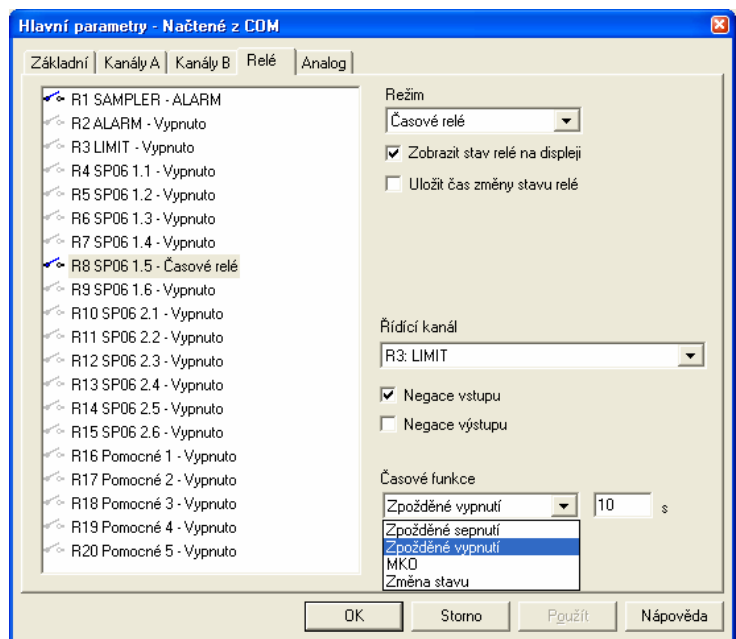 Hlavní parametry - Načtené z COM
Základní Kanály A Kanály B Relé Analog
R1 SAMPLER - ALARM
R2 ALARM - Vypnuto
R3 LIMIT - Vypnuto
R4 SP06 1.1 - Vypnuto
R5 SP06 1.2 - Vypnuto
R6 SP06 1.3 - Vypnuto
R7 SP06 1.4 - Vypnuto
R8 SP06 1.5 - Časové relé
R9 SP06 1.6 - Vypnuto
R10 SP06 2.1 - Vypnuto
R11 SP06 2.2 - Vypnuto
R12 SP06 2.3 - Vypnuto
R13 SP06 2.4 - Vypnuto
R14 SP06 2.5 - Vypnuto
R15 SP06 2.6 - Vypnuto
R16 Pomocné 1 - Vypnuto
R17 Pomocné 2 - Vypnuto
R18 Pomocné 3 - Vypnuto
R19 Pomocné 4 - Vypnuto
R20 Pomocné 5 - Vypnuto
Režim
Časové relé
Zobrazit stav relé na displeji
Uložit čas změny stavu relé
Řídící kanál
R3: LIMIT
Negace vstupu
Negace výstupu
Časové funkce
Zpožděné vypnutí 10 s
Zpožděné sepnutí
Zpožděné vypnutí
MKO
Změna stavu
OK Storno Použít Nápověda